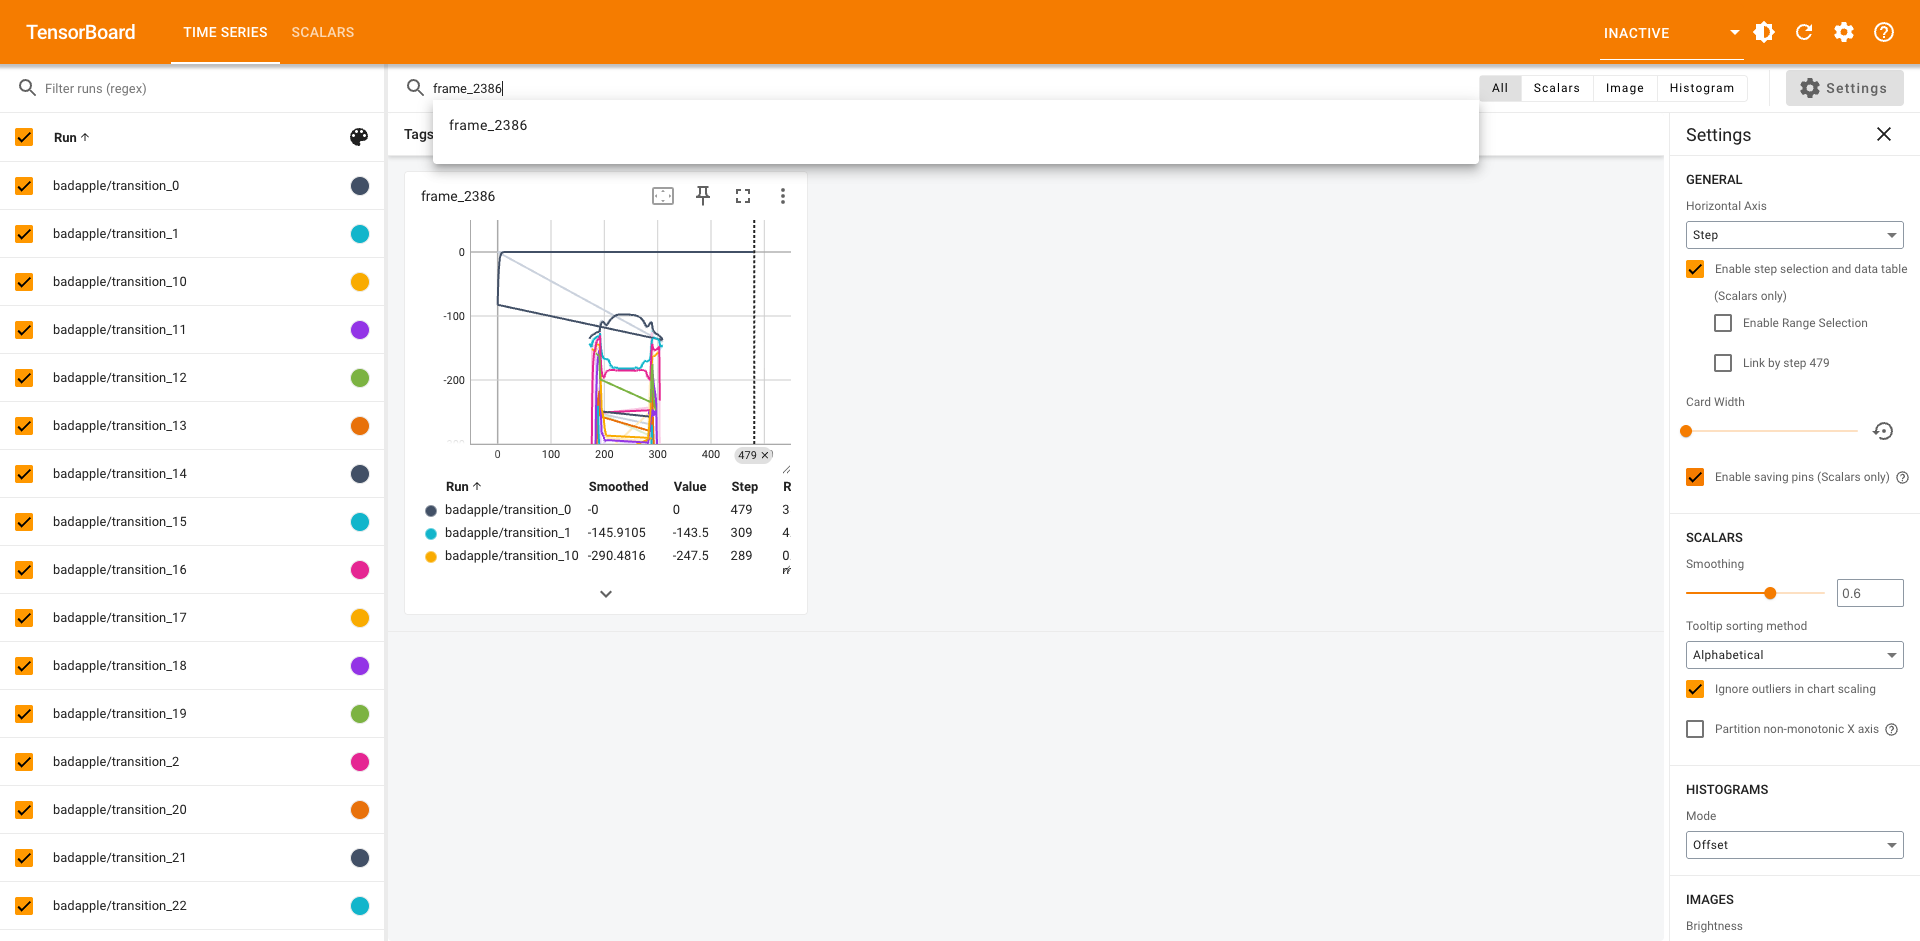 TensorBoard
TIME SERIES
SCALARS
INACTIVE
Filter runs (regex)
frame_2386
All
Scalars
Image
Histogram
Settings
frame_2386
Run
Tags
Settings
badapple/transition_0
badapple/transition_1
badapple/transition_10
badapple/transition_11
badapple/transition_12
badapple/transition_13
badapple/transition_14
badapple/transition_15
badapple/transition_16
badapple/transition_17
badapple/transition_18
badapple/transition_19
badapple/transition_2
badapple/transition_20
badapple/transition_21
badapple/transition_22
frame_2386
0
-100
-200
0
100
200
300
400
479
Run Smoothed Value Step R
badapple/transition_0 -0 0 479 3
badapple/transition_1 -145.9105 -143.5 309 4
badapple/transition_10 -290.4816 -247.5 289 0
GENERAL
Horizontal Axis
Step
Enable step selection and data table
(Scalars only)
Enable Range Selection
Link by step 479
Card Width
Enable saving pins (Scalars only)
SCALARS
Smoothing
0.6
Tooltip sorting method
Alphabetical
Ignore outliers in chart scaling
Partition non-monotonic X axis
HISTOGRAMS
Mode
Offset
IMAGES
Brightness